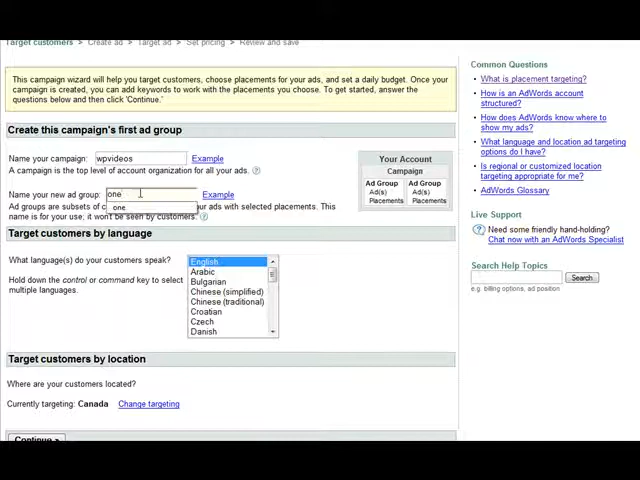 Target customers > Create ad > Target ad > Set pricing > Review and save
This campaign wizard will help you target customers, choose placements for your ads, and set a daily budget. Once your
campaign is created, you can add keywords to work with the placements you choose. To get started, answer the
questions below and then click 'Continue.'
Create this campaign's first ad group
Name your campaign: wpvideos Example
A campaign is the top level of account organization for all your ads. ?
Name your new ad group: one Example
one
Ad groups are subsets of c ur ads with selected placements. This
name is for your use; it won't be seen by customers. ?
Your Account
Campaign
Ad Group Ad Group
Ad(s) Ad(s)
Placements Placements
Target customers by language
What language(s) do your customers speak?
Hold down the control or command key to select
multiple languages.
English
Arabic
Bulgarian
Chinese (simplified)
Chinese (traditional)
Croatian
Czech
Danish
Target customers by location
Where are your customers located?
Currently targeting: Canada Change targeting
Continue »
Common Questions
What is placement targeting?
How is an AdWords account
structured?
How does AdWords know where to
show my ads?
What language and location ad targeting
options do I have?
Is regional or customized location
targeting appropriate for me?
AdWords Glossary
Live Support
Need some friendly hand-holding?
Chat now with an AdWords Specialist
Search Help Topics
Search
e.g. billing options, ad position